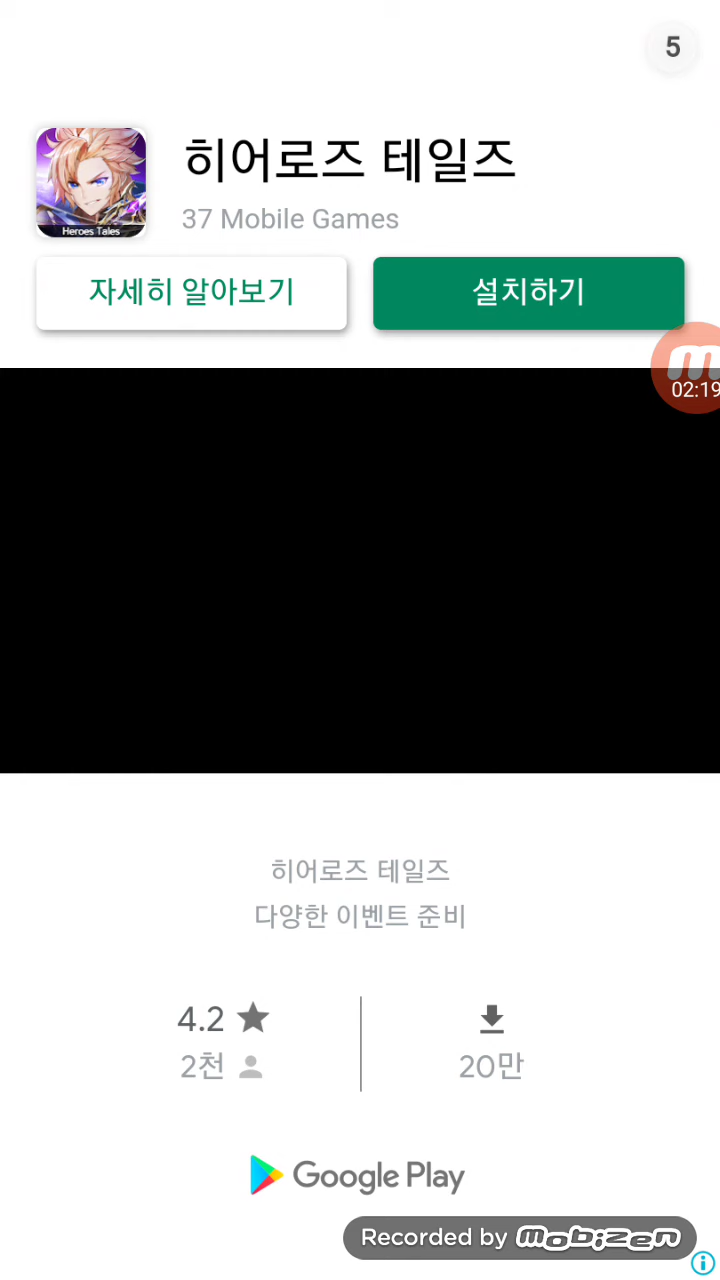 5
히어로즈 테일즈
37 Mobile Games
Heroes Tales
자세히 알아보기
설치하기
02:19
히어로즈 테일즈
다양한 이벤트 준비
4.2
2천
20만
Google Play
Recorded by mobizen